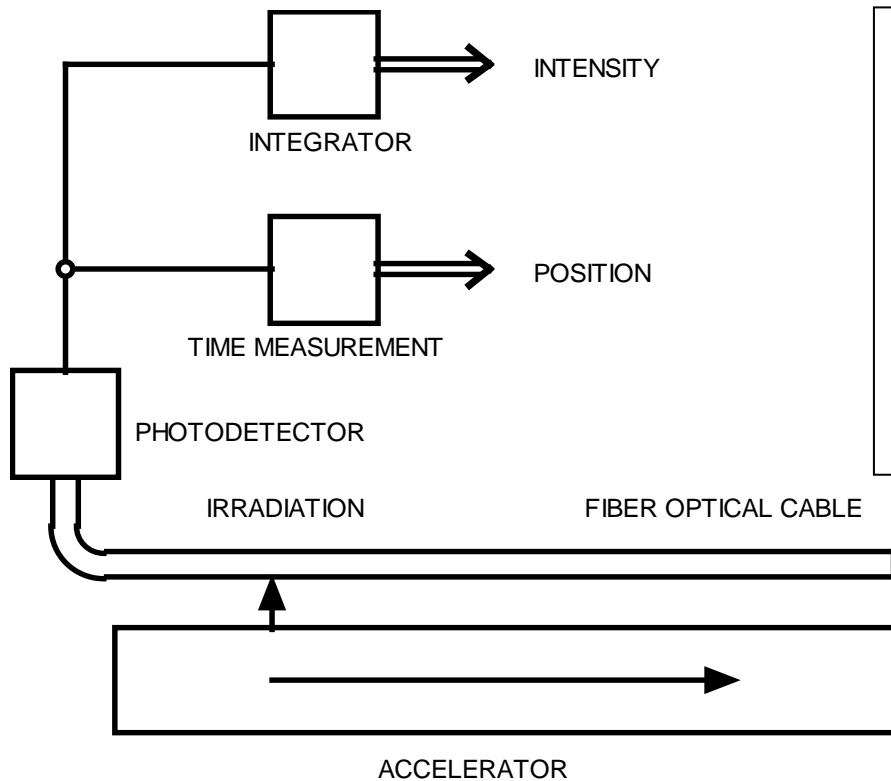 INTENSITY
INTEGRATOR
POSITION
TIME MEASUREMENT
PHOTODETECTOR
IRRADIATION
FIBER OPTICAL CABLE
ACCELERATOR